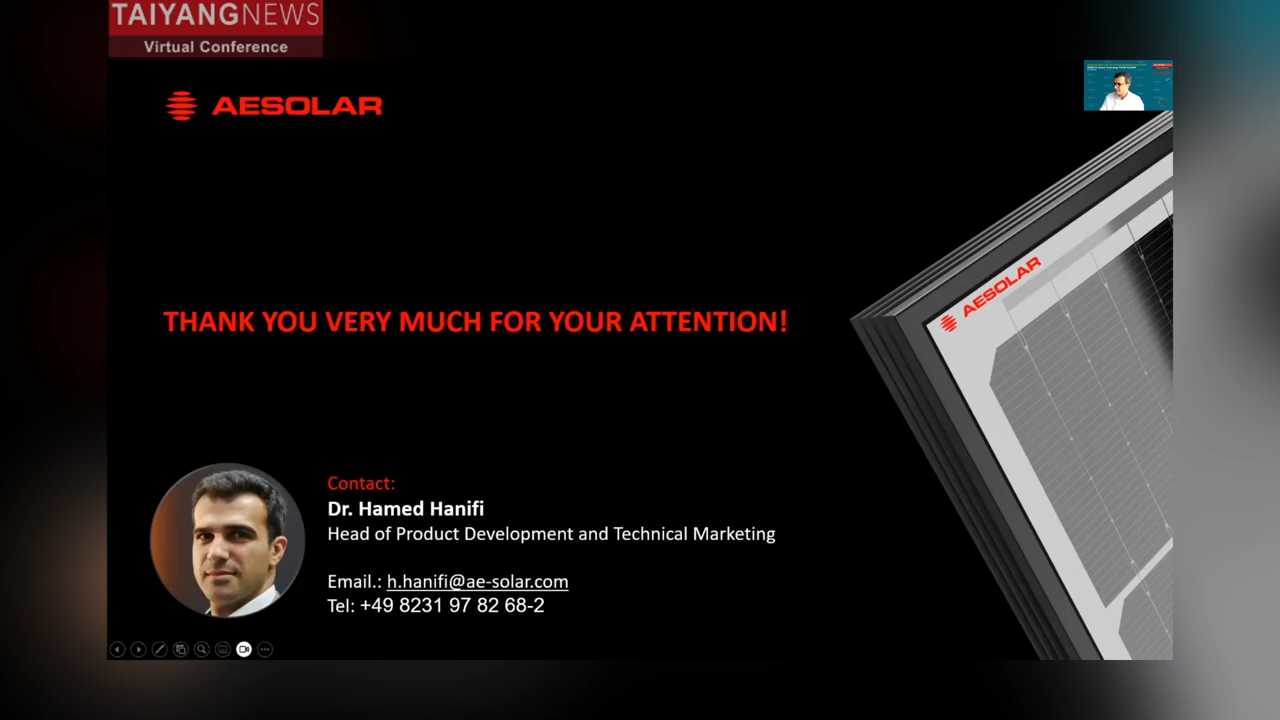 TAIYANGNEWS
Virtual Conference
AESOLAR
AESOLAR
THANK YOU VERY MUCH FOR YOUR ATTENTION!
Contact:
Dr. Hamed Hanifi
Head of Product Development and Technical Marketing
Email.: h.hanifi@ae-solar.com
Tel: +49 8231 97 82 68-2